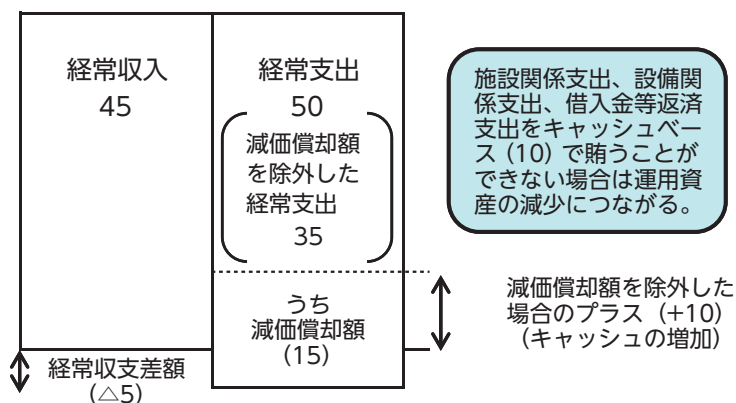 経常収入
45
経常支出
50
減価償却額
を除外した
経常支出
35
うち
減価償却額
(15)
経常収支差額
(△5)
施設関係支出、設備関
係支出、借入金等返済
支出をキャッシュベー
ス（10）で賄うことが
できない場合は運用資
産の減少につながる。
減価償却額を除外した
場合のプラス（+10）
（キャッシュの増加）